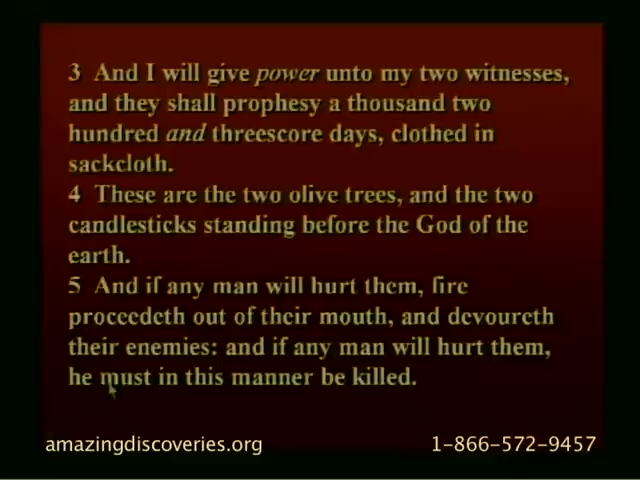 3 And I will give power unto my two witnesses,
and they shall prophesy a thousand two
hundred and threescore days, clothed in
sackcloth.
4 These are the two olive trees, and the two
candlesticks standing before the God of the
earth.
5 And if any man will hurt them, fire
proceedeth out of their mouth, and devoureth
their enemies: and if any man will hurt them,
he must in this manner be killed.
amazingdiscoveries.org 1-866-572-9457